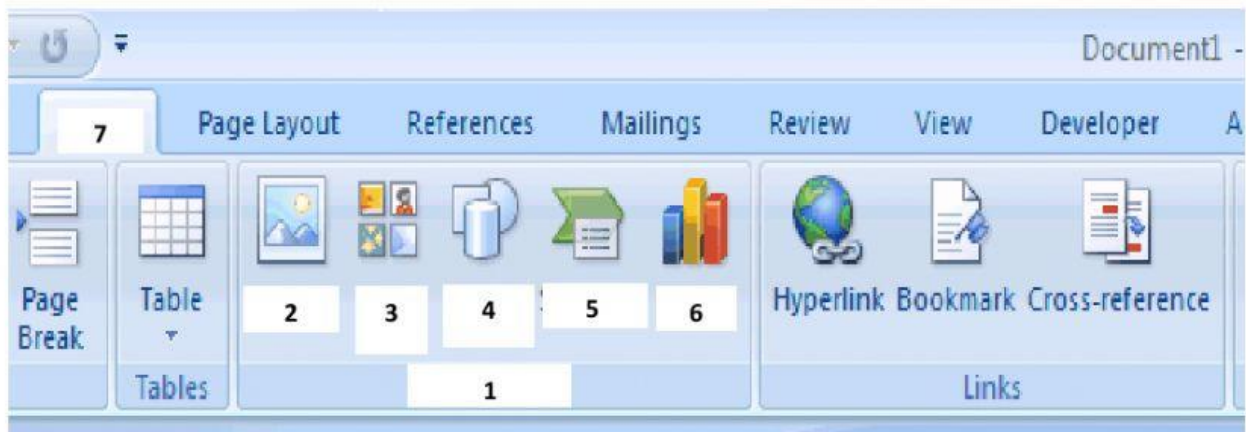 Document1 -
7 Page Layout References Mailings Review View Developer A
Page Break
Table
2 3 4 5 6
Hyperlink Bookmark Cross-reference
Tables
1
Links